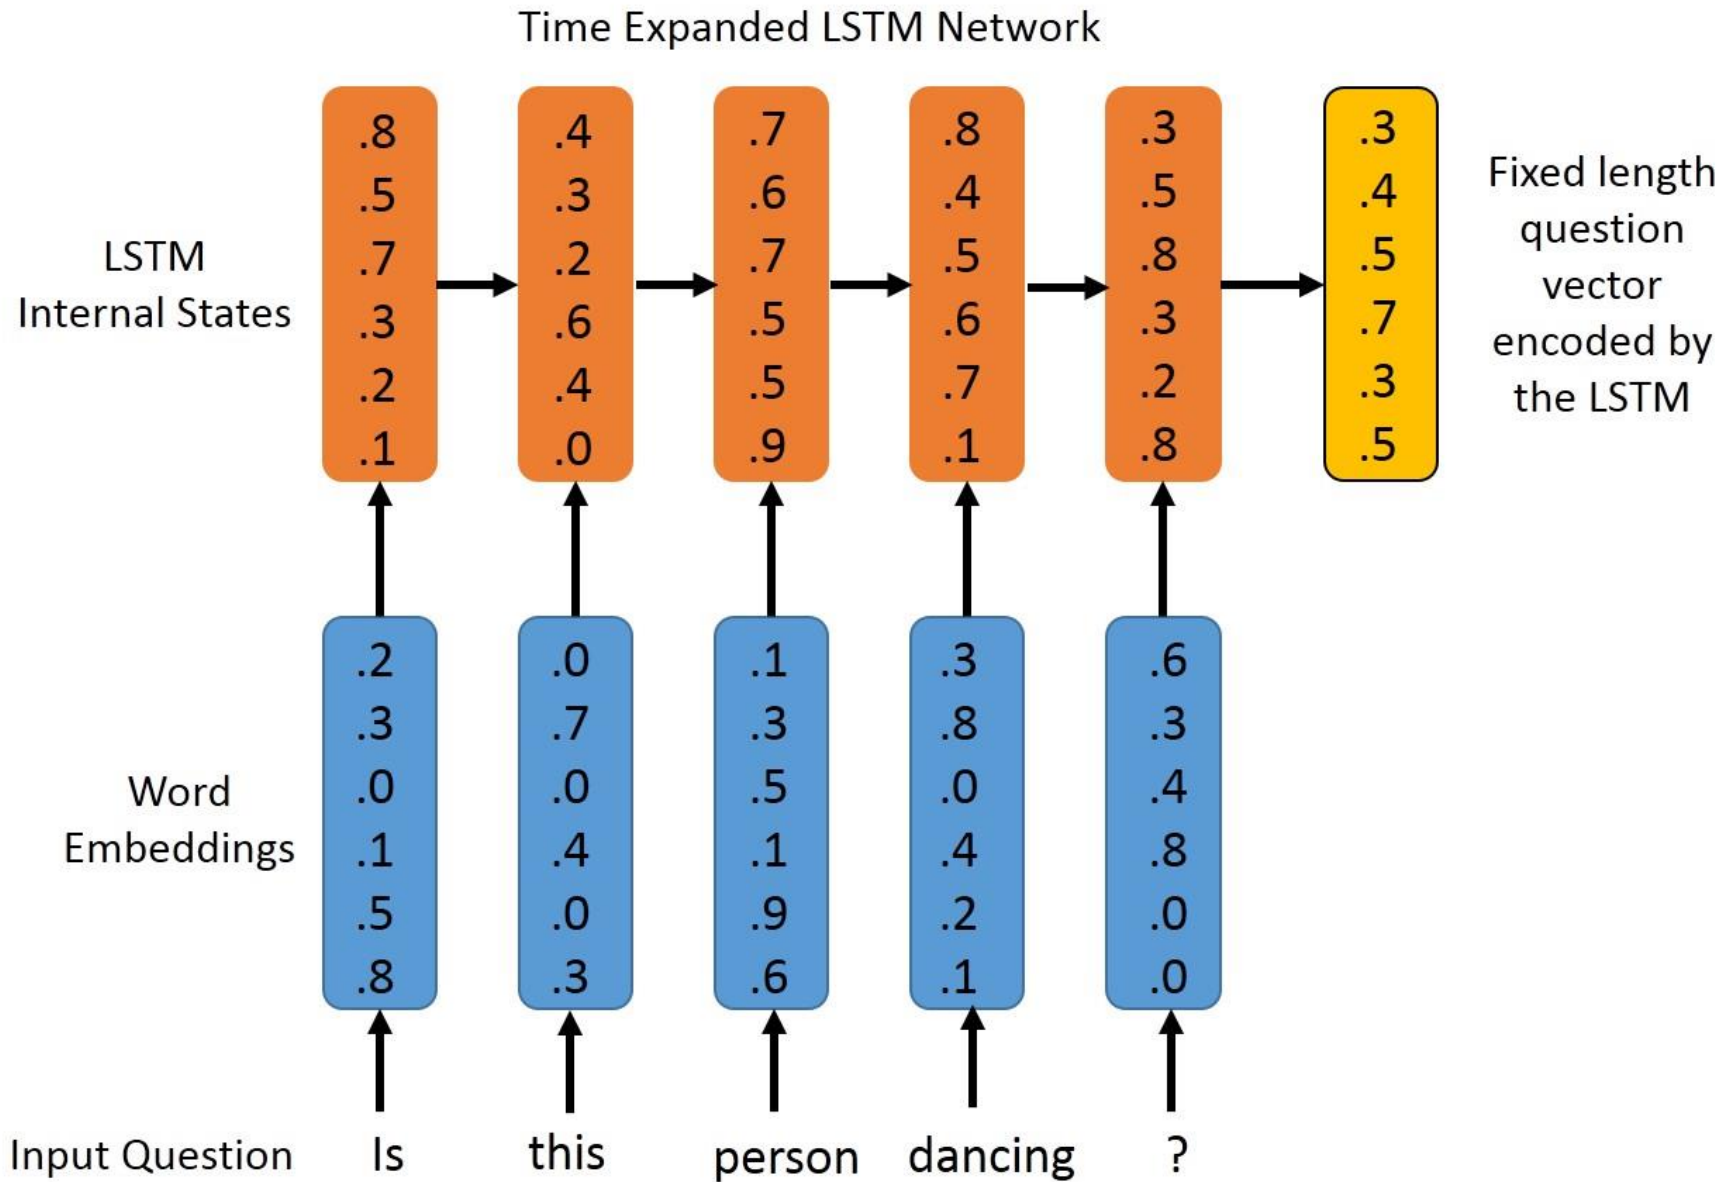 Time Expanded LSTM Network
.8 .4 .7 .8 .3 .3
.5 .3 .6 .4 .5 .4
.7 .2 .7 .5 .8 .5
.3 .6 .5 .6 .3 .7
.2 .4 .5 .7 .2 .3
.1 .0 .9 .1 .8 .5
LSTM
Internal States
Fixed length
question
vector
encoded by
the LSTM
.2 .0 .1 .3 .6
.3 .7 .3 .8 .3
.0 .0 .5 .0 .4
.1 .4 .1 .4 .8
.5 .0 .9 .2 .0
.8 .3 .6 .1 .0
Word
Embeddings
Input Question Is this person dancing ?